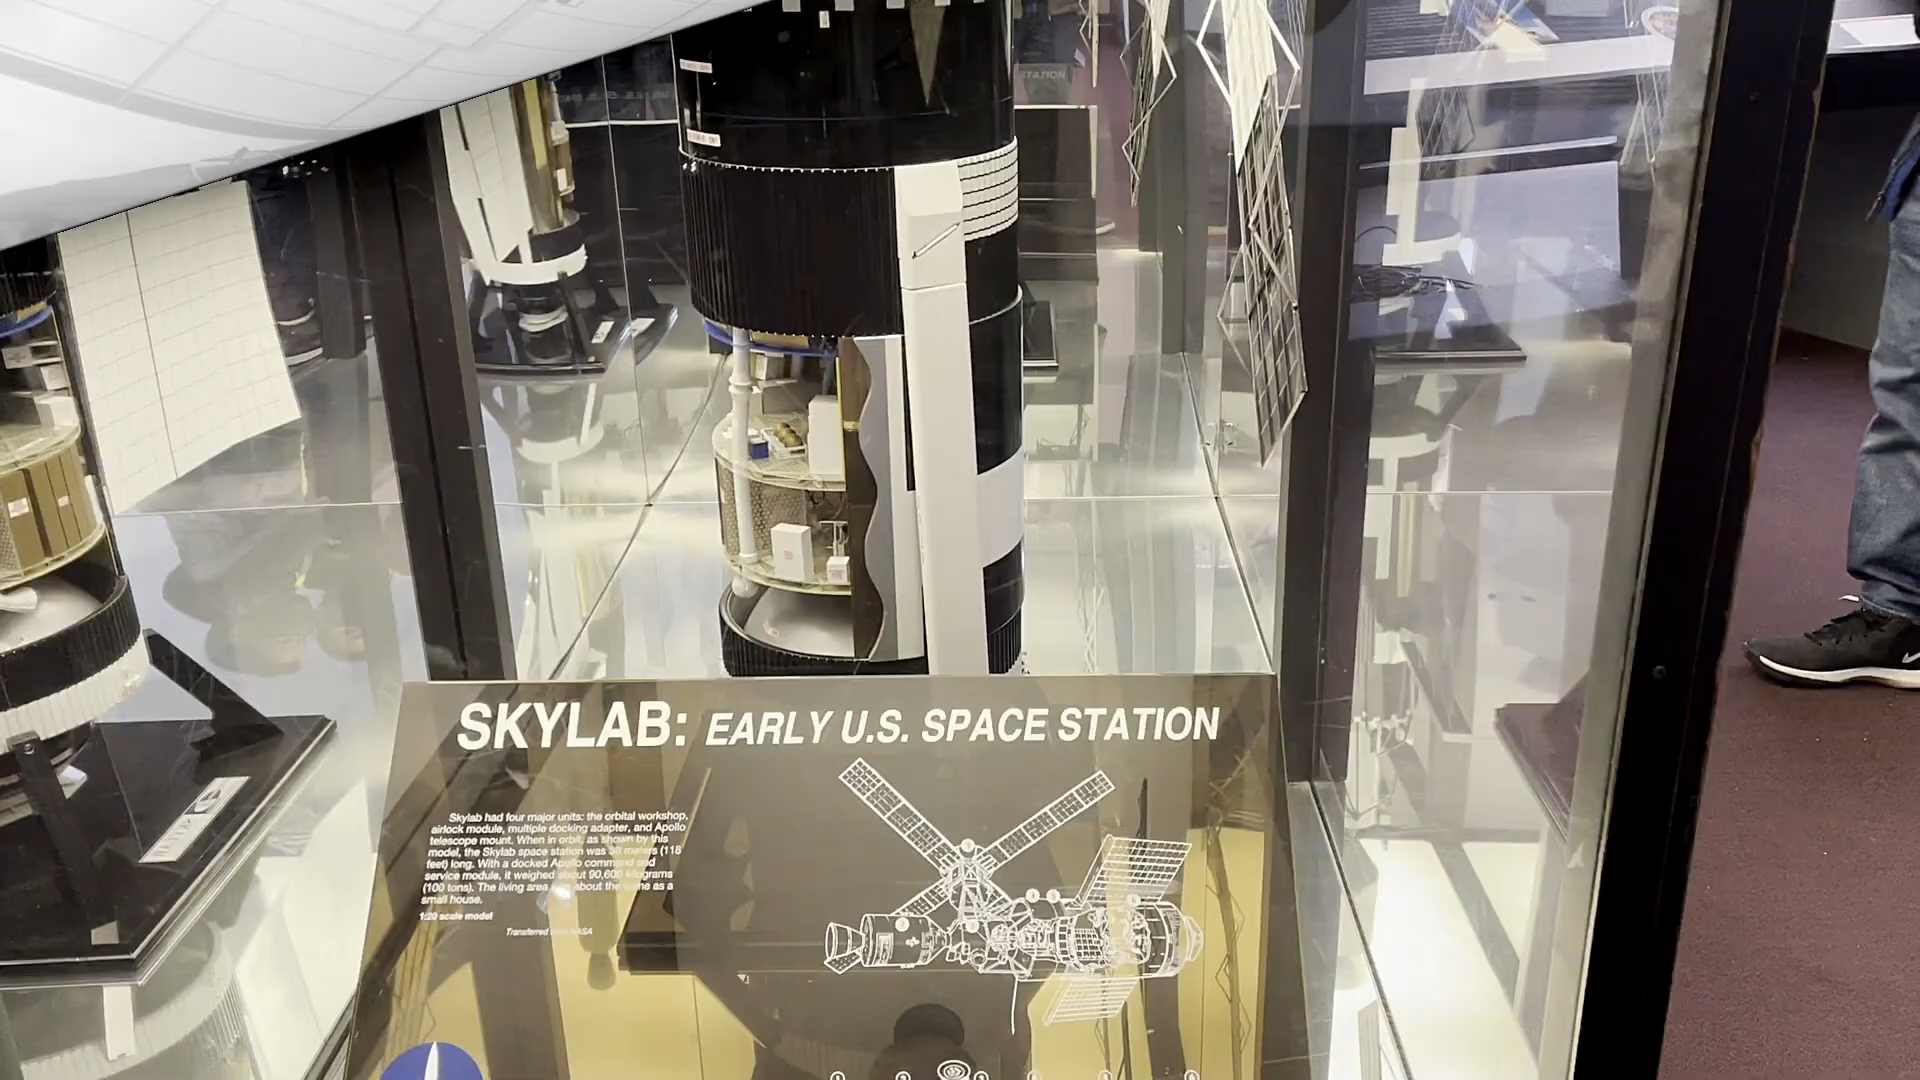 SKYLAB: EARLY U.S. SPACE STATION
Skylab had four major units: the orbital workshop,
airlock module, multiple docking adapter, and Apollo
telescope mount. When in orbit, as shown by this
model, the Skylab space station was meters (118
feet) long. With a docked Apollo command and
service module, it weighed about 90,600 kilograms
(100 tons). The living area about the same as a
small house.
1:20 scale model
Transferred NASA
STATION